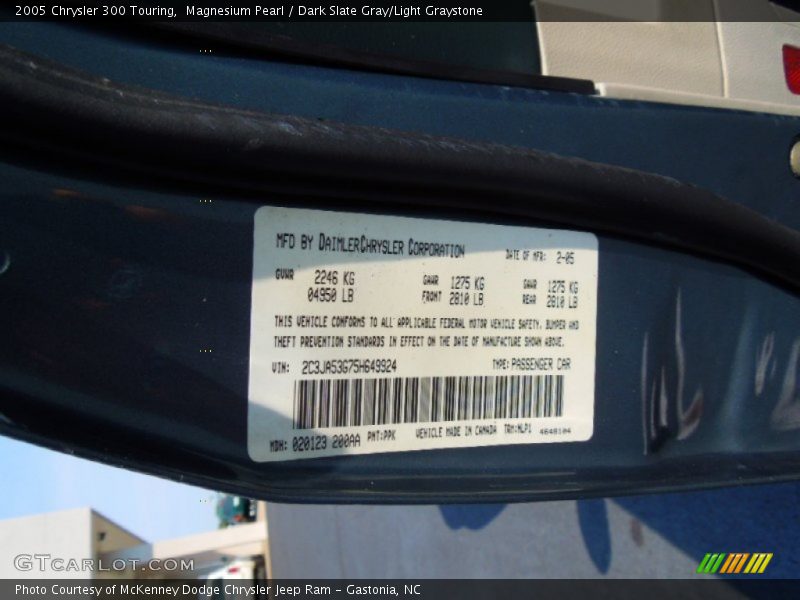 2005 Chrysler 300 Touring, Magnesium Pearl / Dark Slate Gray/Light Graystone
MFD BY DAIMLERCHRYSLER CORPORATION DATE OF MFR: 2-05
GVWR 2246 KG GAWR 1275 KG GAWR 1275 KG
04950 LB FRONT 2810 LB REAR 2810 LB
THIS VEHICLE CONFORMS TO ALL APPLICABLE FEDERAL MOTOR VEHICLE SAFETY, BUMPER AND
THEFT PREVENTION STANDARDS IN EFFECT ON THE DATE OF MANUFACTURE SHOWN ABOVE.
VIN: 2C3JA53G75H649924 TYPE: PASSENGER CAR
MDH: 020123 200AA PNT: PPK VEHICLE MADE IN CANADA TRM: MLP1 4648104
GTCARLOT.COM
Photo Courtesy of McKenney Dodge Chrysler Jeep Ram - Gastonia, NC